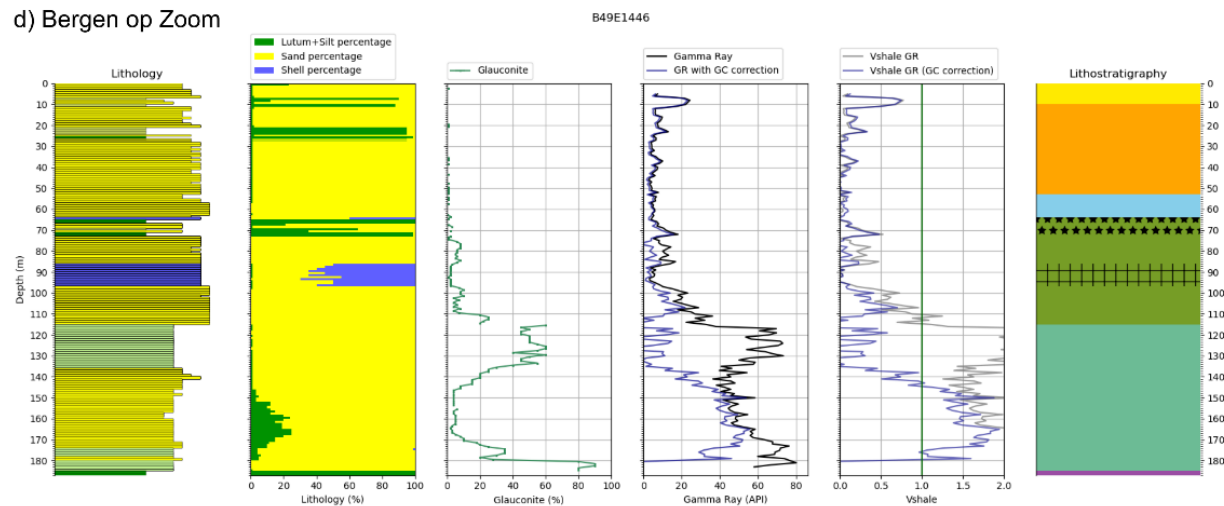 d) Bergen op Zoom
B49E1446
Lutum+Silt percentage
Sand percentage
Shell percentage
Glauconite
Gamma Ray
GR with GC correction
Vshale GR
Vshale GR (GC correction)
Lithology
Lithostratigraphy
Depth (m)
0
10
20
30
40
50
60
70
80
90
100
110
120
130
140
150
160
170
180
0
10
20
30
40
50
60
70
80
90
100
110
120
130
140
150
160
170
180
0 20 40 60 80 100
0 20 40 60 80 100
0 20 40 60 80
0.0 0.5 1.0 1.5 2.0
Lithology (%)
Glauconite (%)
Gamma Ray (API)
Vshale